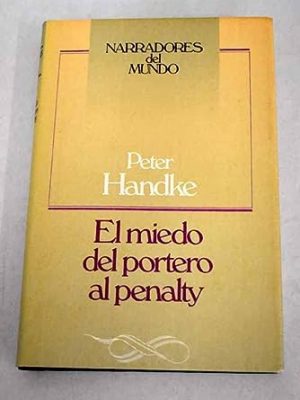 NARRADORES
del
MUNDO
Peter
Handke
El miedo
del portero
al penalty